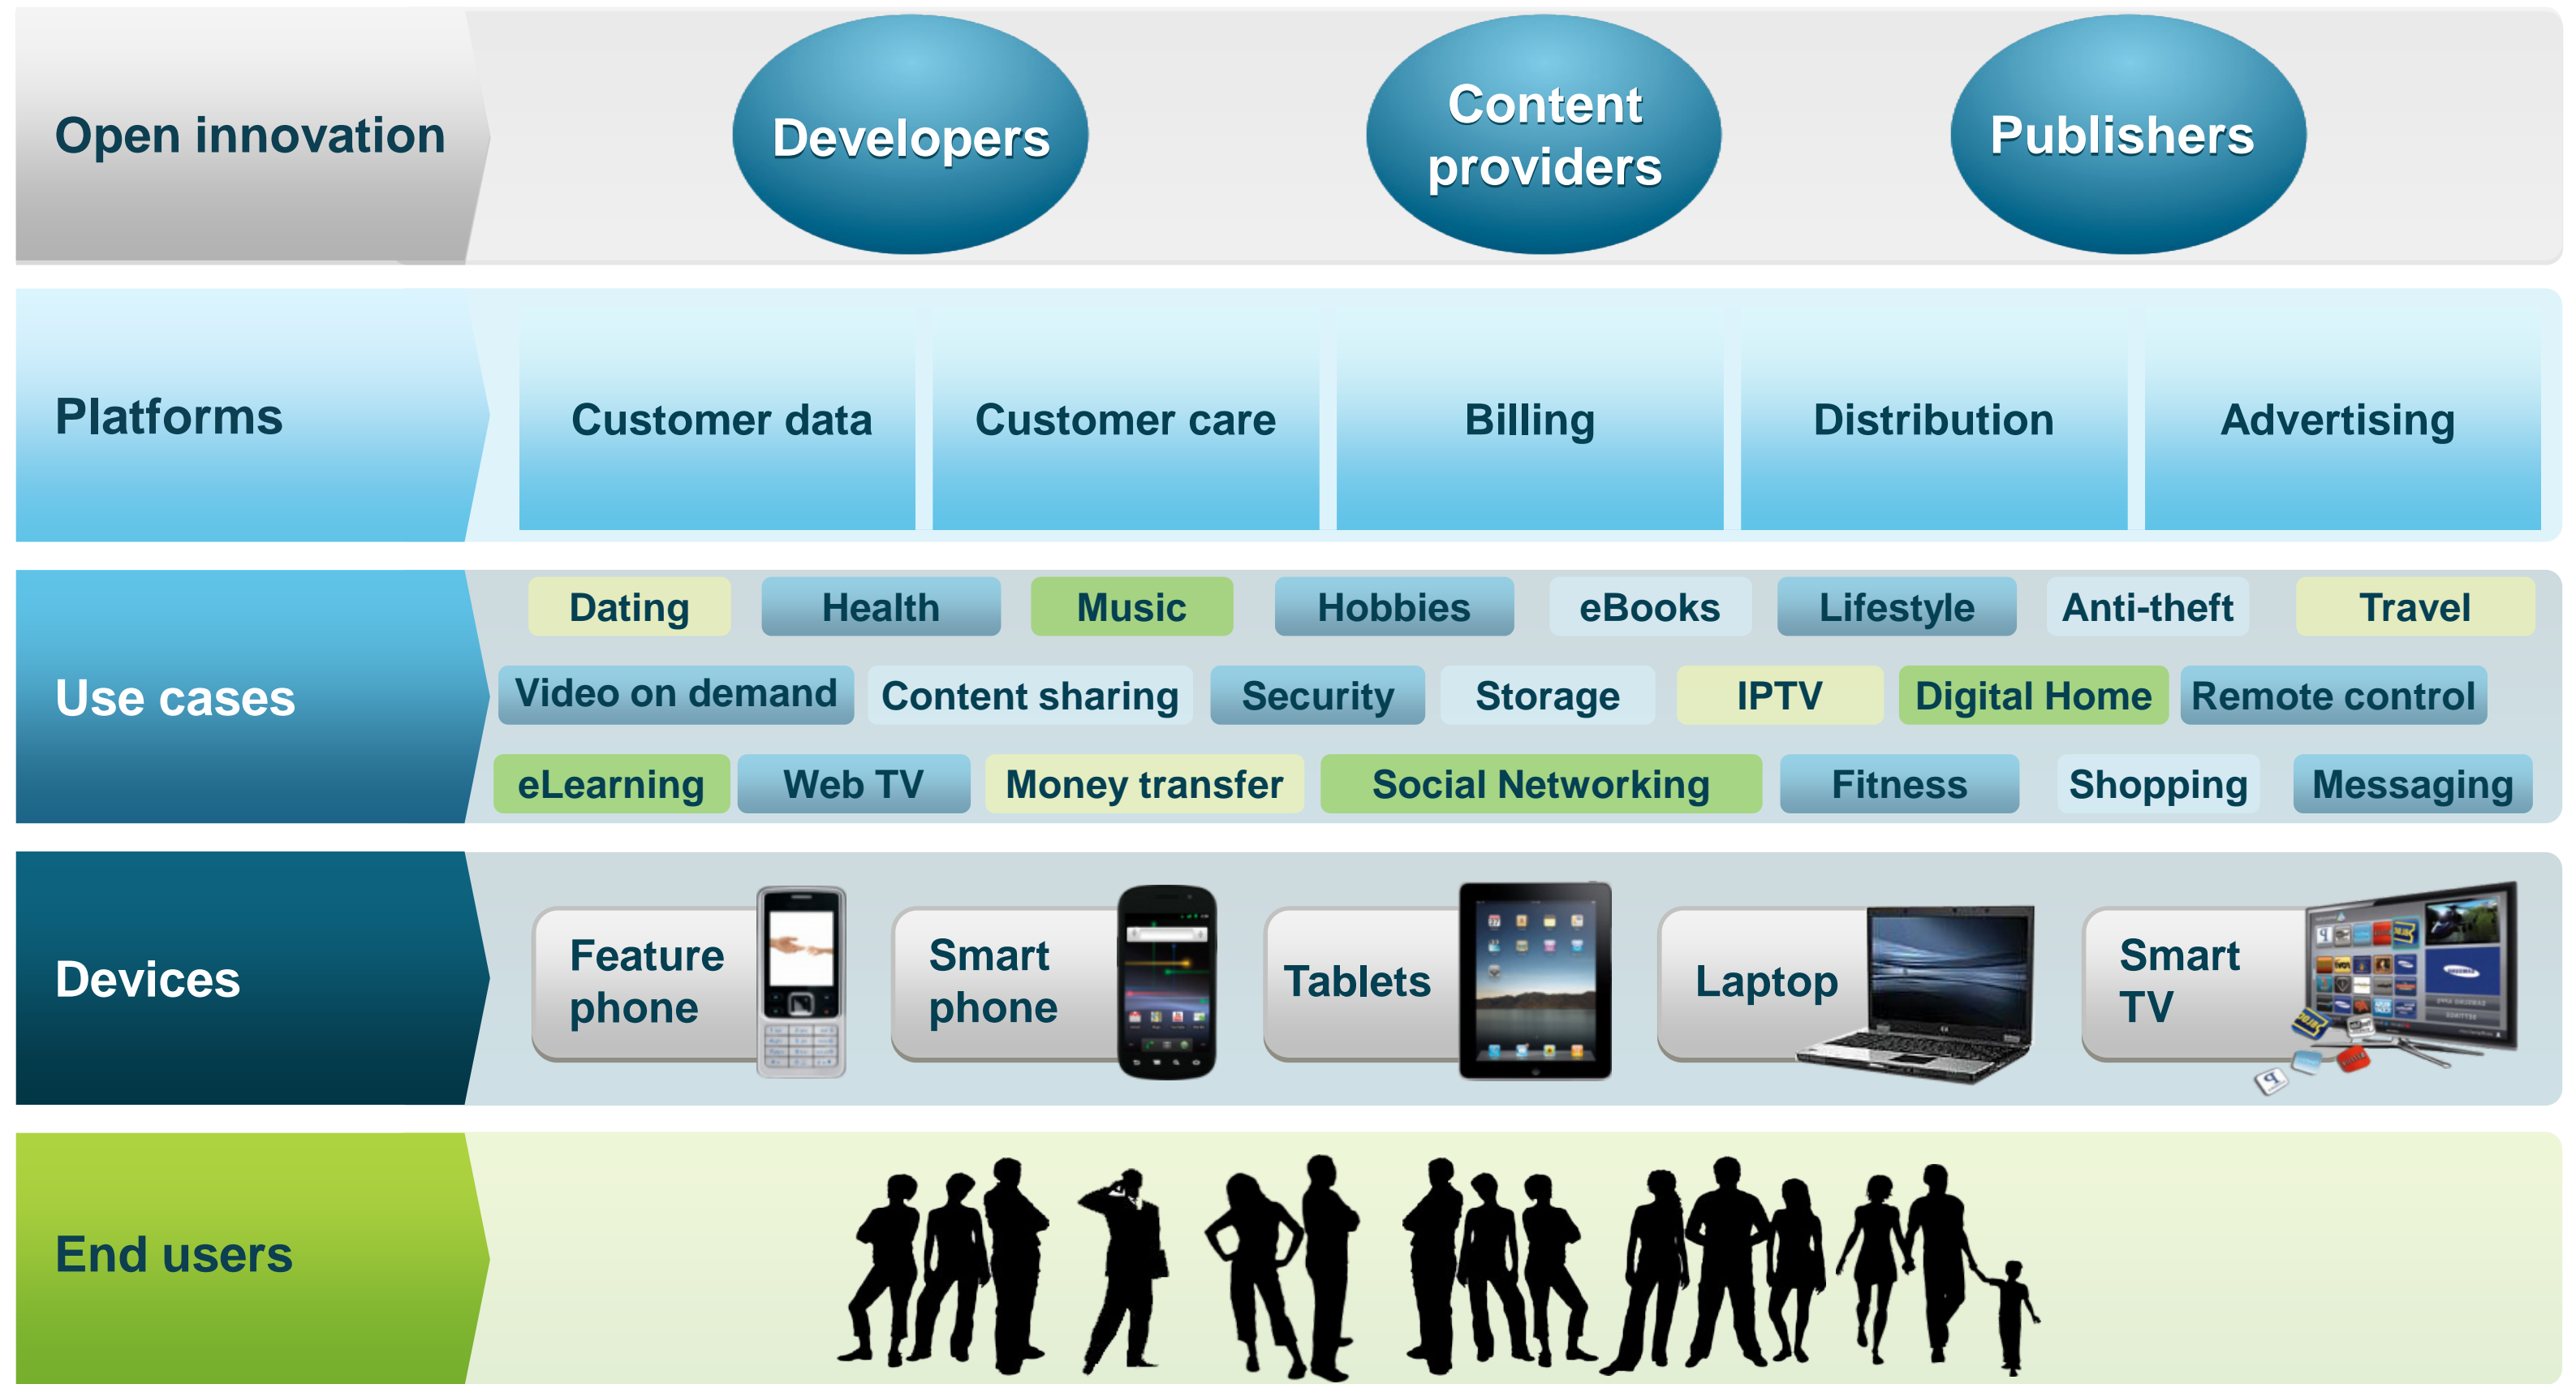 Open innovation
Developers
Content
providers
Publishers
Platforms
Customer data
Customer care
Billing
Distribution
Advertising
Use cases
Dating
Health
Music
Hobbies
eBooks
Lifestyle
Anti-theft
Travel
Video on demand
Content sharing
Security
Storage
IPTV
Digital Home
Remote control
eLearning
Web TV
Money transfer
Social Networking
Fitness
Shopping
Messaging
Devices
Feature
phone
Smart
phone
Tablets
Laptop
Smart
TV
End users